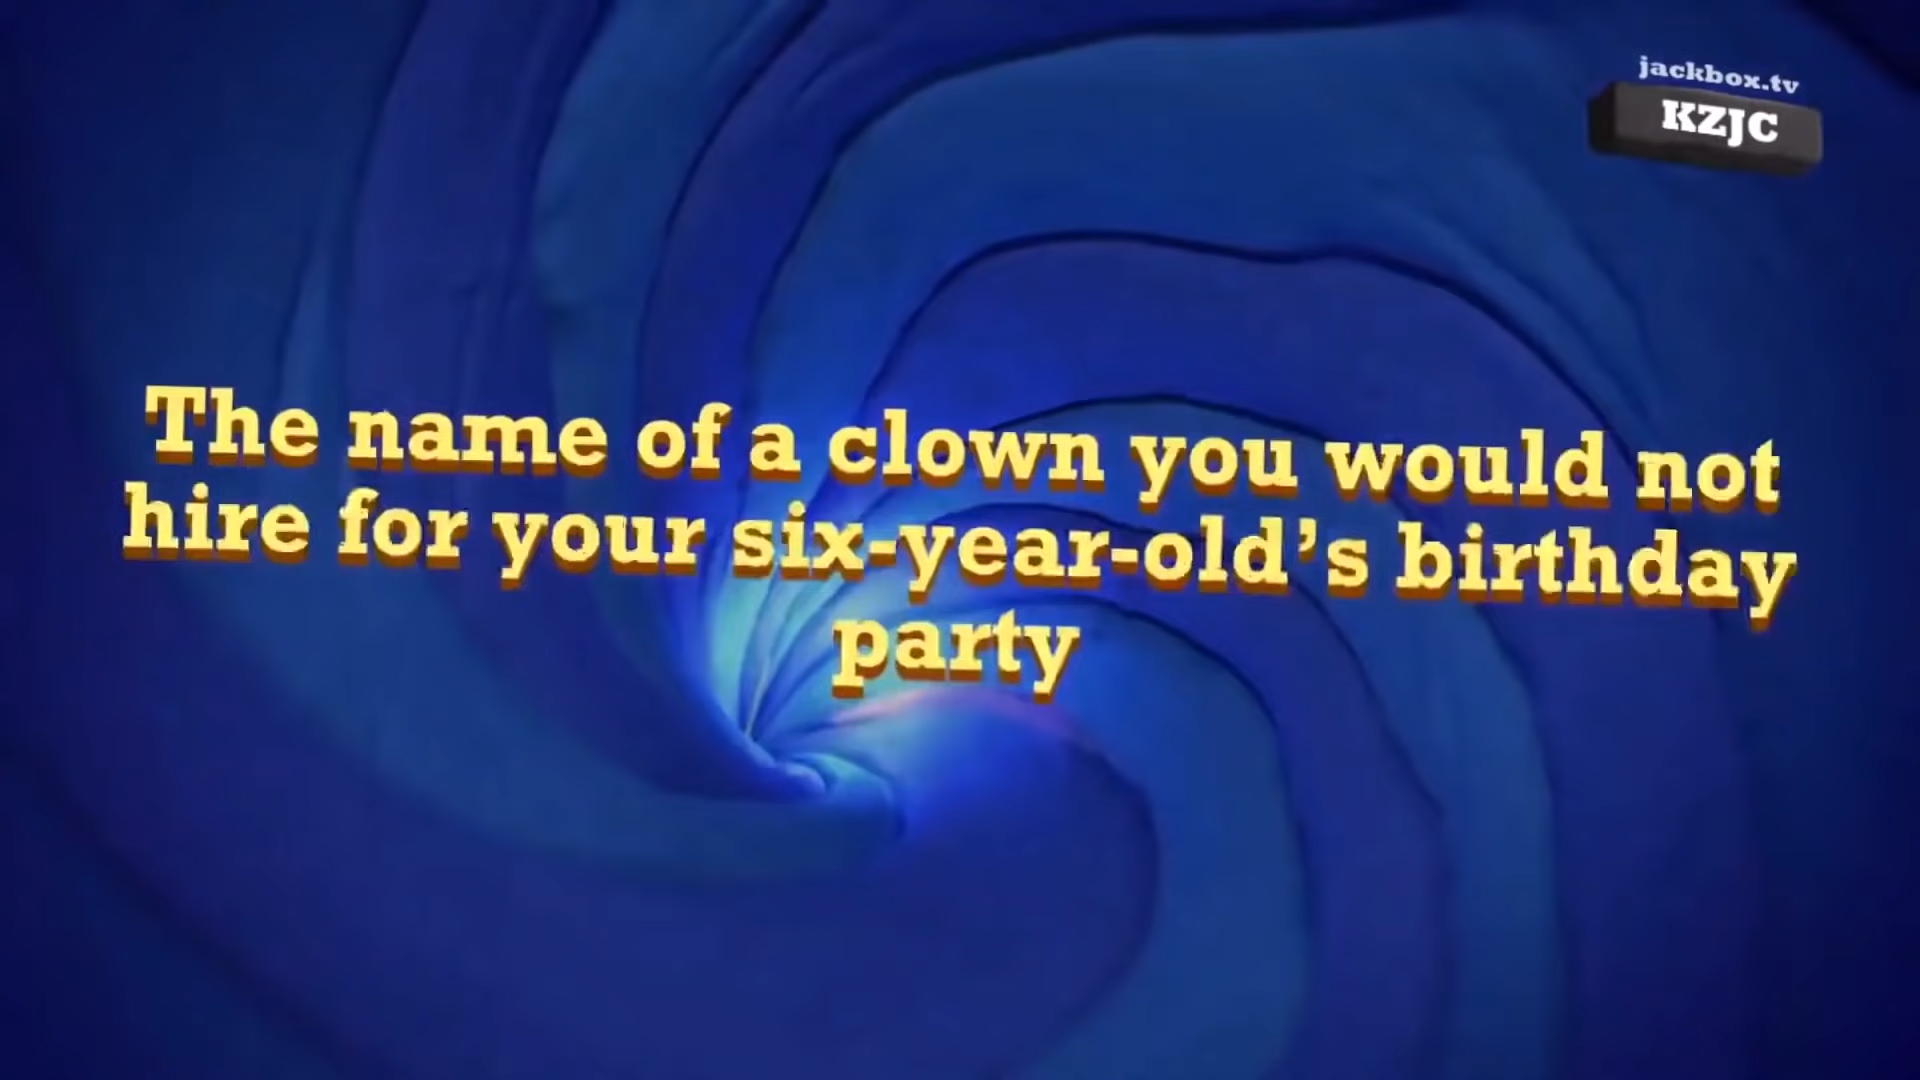 jackbox.tv
KZJC
The name of a clown you would not
hire for your six-year-old's birthday
party